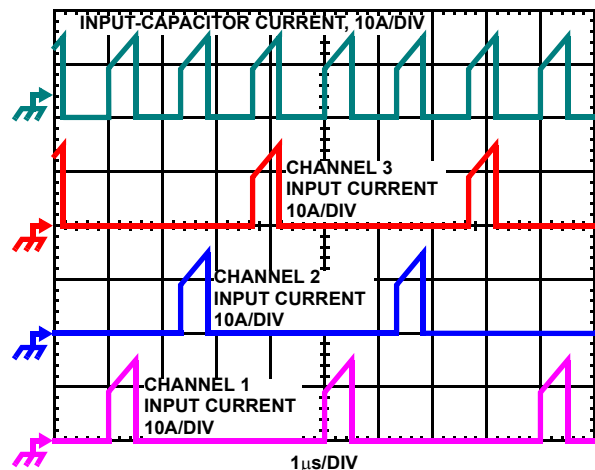 INPUT-CAPACITOR CURRENT, 10A/DIV
CHANNEL 3
INPUT CURRENT
10A/DIV
CHANNEL 2
INPUT CURRENT
10A/DIV
CHANNEL 1
INPUT CURRENT
10A/DIV
1μs/DIV